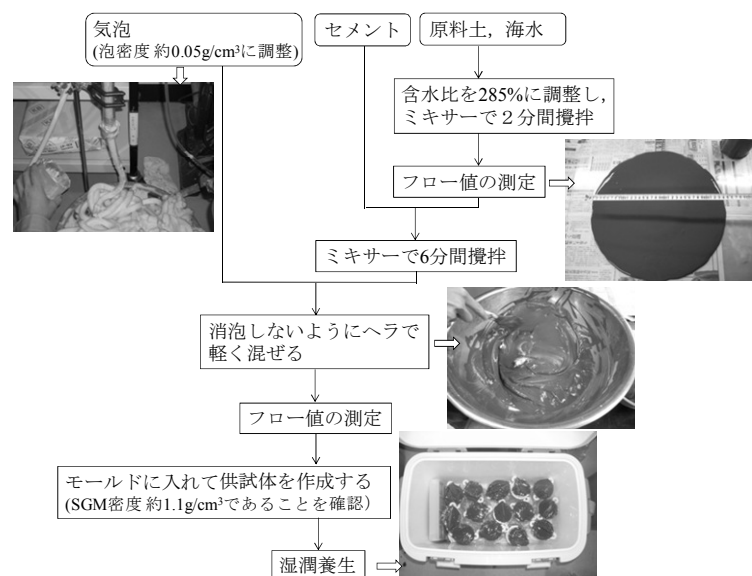 気泡
(泡密度 約0.05g/cm³に調整)
セメント
原料土，海水
含水比を285%に調整し，
ミキサーで２分間攪拌
フロー値の測定
ミキサーで6分間攪拌
消泡しないようにヘラで
軽く混ぜる
フロー値の測定
モールドに入れて供試体を作成する
(SGM密度 約1.1g/cm³であることを確認）
湿潤養生